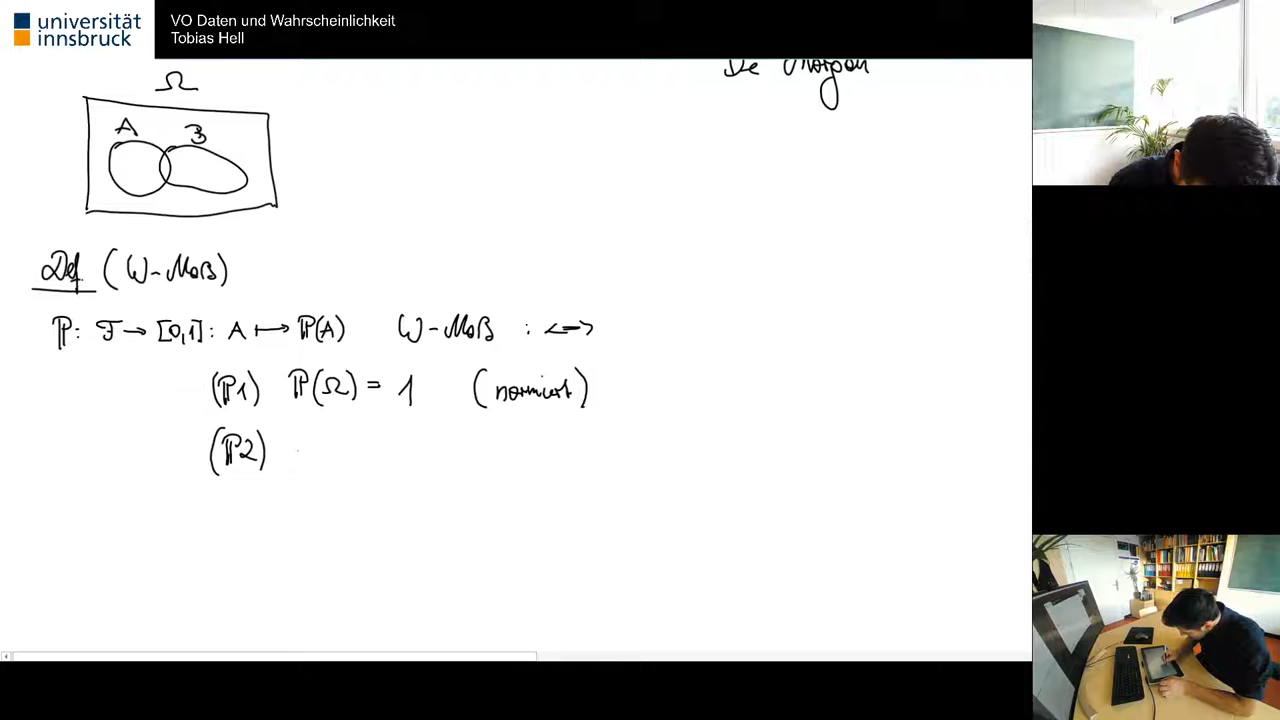 universität
innsbruck
VO Daten und Wahrscheinlichkeit
Tobias Hell
De Morgan
Ω
A B
Def (W-Maß)
ℙ: F → [0,1]: A ↦ ℙ(A) W-Maß :⟺
(ℙ1) ℙ(Ω) = 1 (normiert)
(ℙ2)